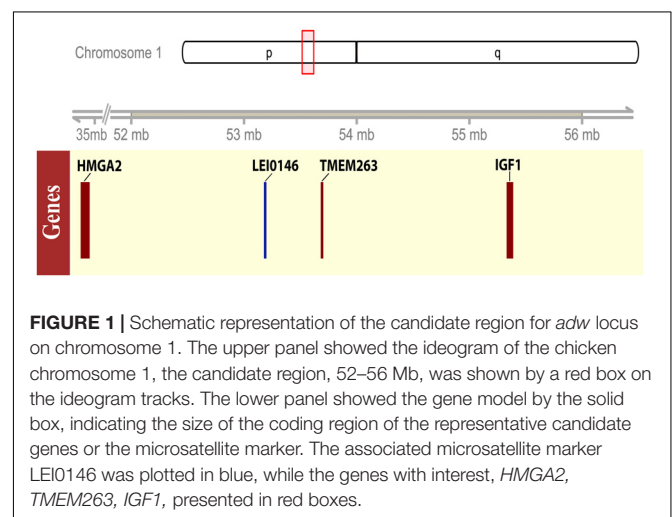 Chromosome 1 p q
35mb 52 mb 53 mb 54 mb 55 mb 56 mb
HMGA2 LEI0146 TMEM263 IGF1
Genes
FIGURE 1 | Schematic representation of the candidate region for adw locus
on chromosome 1. The upper panel showed the ideogram of the chicken
chromosome 1, the candidate region, 52–56 Mb, was shown by a red box on
the ideogram tracks. The lower panel showed the gene model by the solid
box, indicating the size of the coding region of the representative candidate
genes or the microsatellite marker. The associated microsatellite marker
LEI0146 was plotted in blue, while the genes with interest, HMGA2,
TMEM263, IGF1, presented in red boxes.